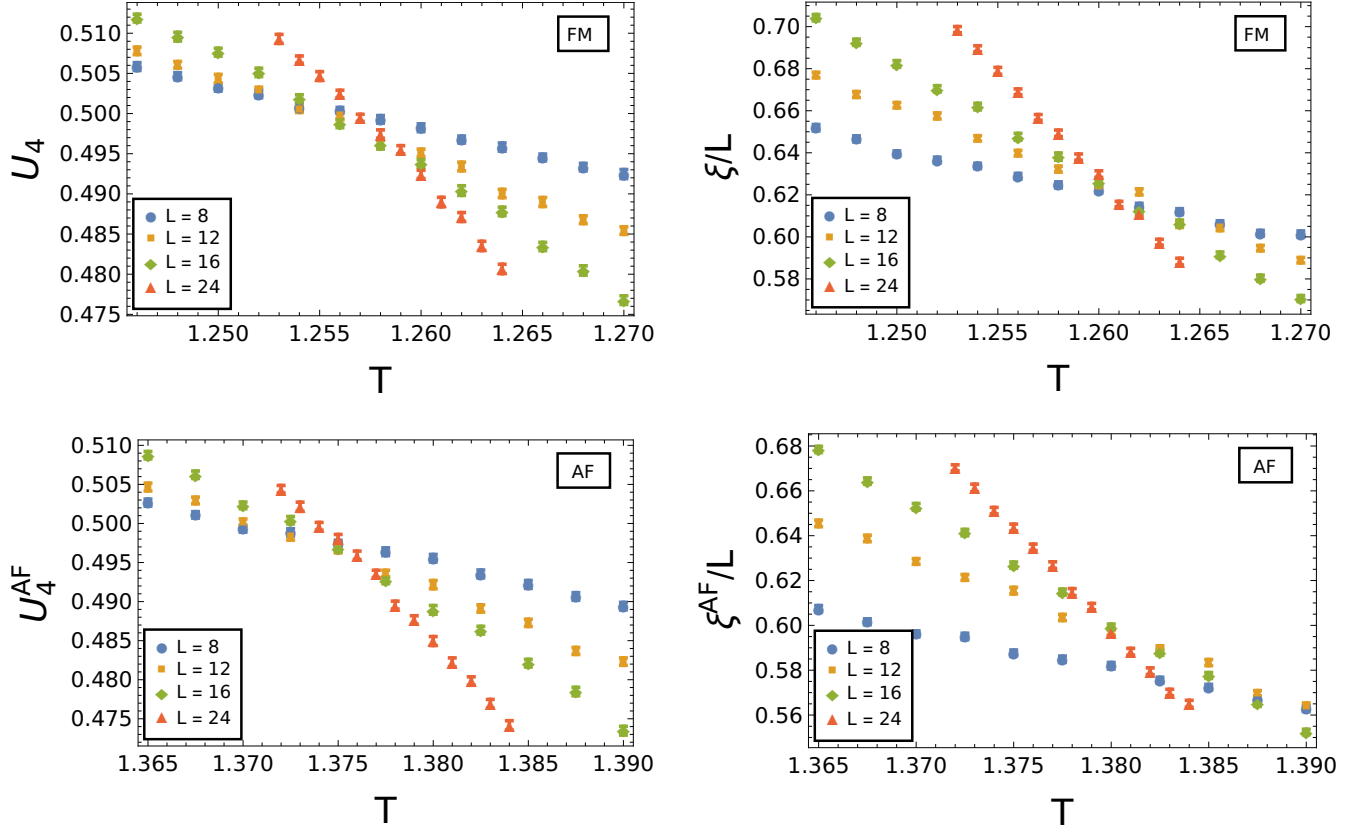 FM
U₄
0.510
0.505
0.500
0.495
0.490
0.485
0.480
0.475
L = 8
L = 12
L = 16
L = 24
1.250
1.255
1.260
1.265
1.270
T
FM
ξ/L
0.70
0.68
0.66
0.64
0.62
0.60
0.58
L = 8
L = 12
L = 16
L = 24
1.250
1.255
1.260
1.265
1.270
T
AF
U₄ᴬᶠ
0.510
0.505
0.500
0.495
0.490
0.485
0.480
0.475
L = 8
L = 12
L = 16
L = 24
1.365
1.370
1.375
1.380
1.385
1.390
T
AF
ξᴬᶠ/L
0.68
0.66
0.64
0.62
0.60
0.58
0.56
L = 8
L = 12
L = 16
L = 24
1.365
1.370
1.375
1.380
1.385
1.390
T